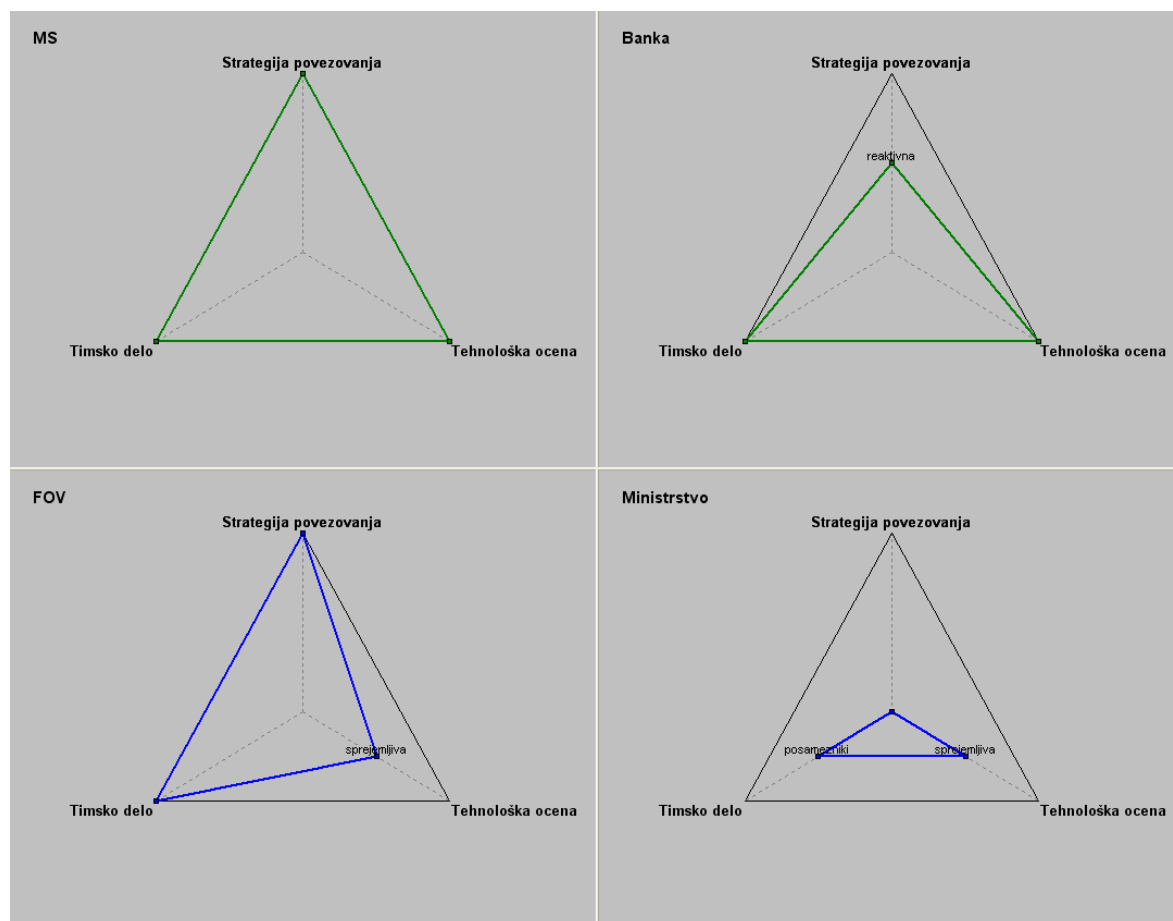 MS
Strategija povezovanja
Timsko delo
Tehnološka ocena
Banka
Strategija povezovanja
reaktivna
Timsko delo
Tehnološka ocena
FOV
Strategija povezovanja
sprejemljiva
Timsko delo
Tehnološka ocena
Ministrstvo
Strategija povezovanja
posamezniki
sprejemljiva
Timsko delo
Tehnološka ocena